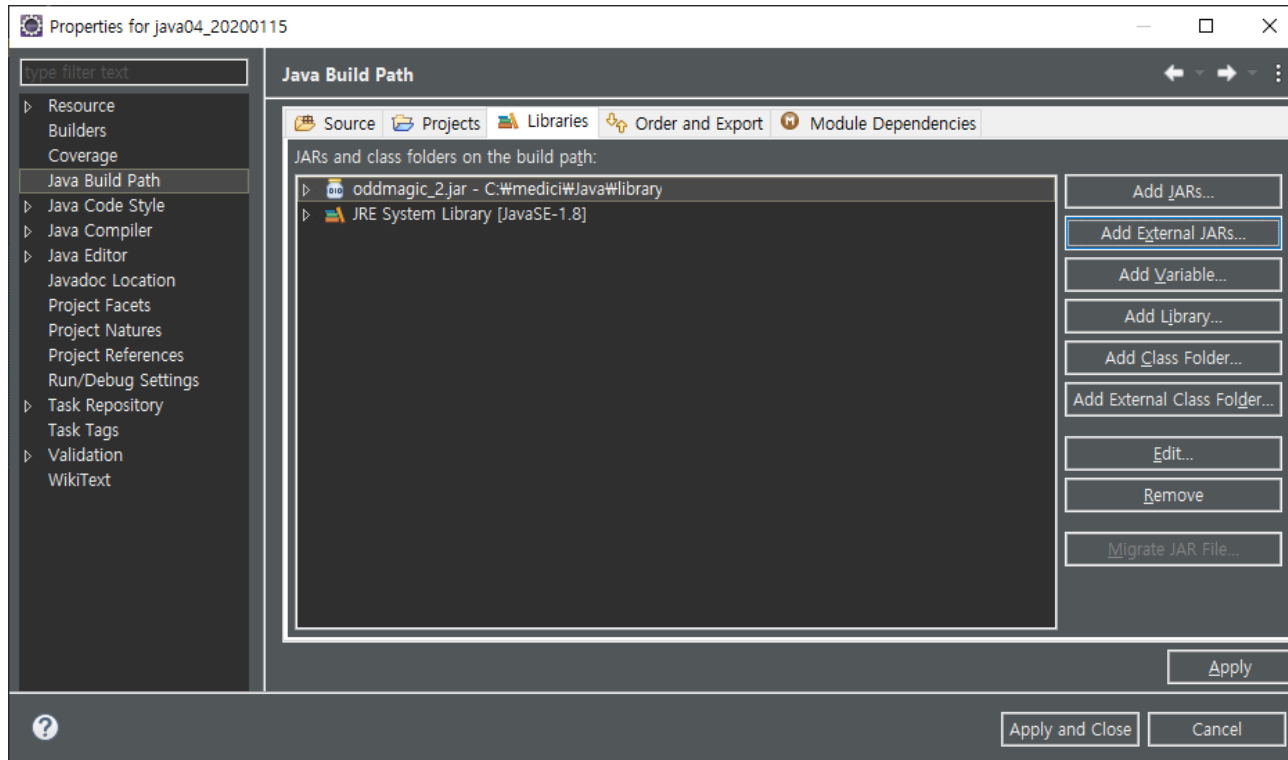 Properties for java04_20200115
type filter text
Java Build Path
Resource
Builders
Coverage
Java Build Path
Java Code Style
Java Compiler
Java Editor
Javadoc Location
Project Facets
Project Natures
Project References
Run/Debug Settings
Task Repository
Task Tags
Validation
WikiText
Source Projects Libraries Order and Export Module Dependencies
JARs and class folders on the build path:
oddmagic_2.jar - C:₩medici₩Java₩library
JRE System Library [JavaSE-1.8]
Add JARs...
Add External JARs...
Add Variable...
Add Library...
Add Class Folder...
Add External Class Folder...
Edit...
Remove
Migrate JAR File...
Apply
Apply and Close Cancel